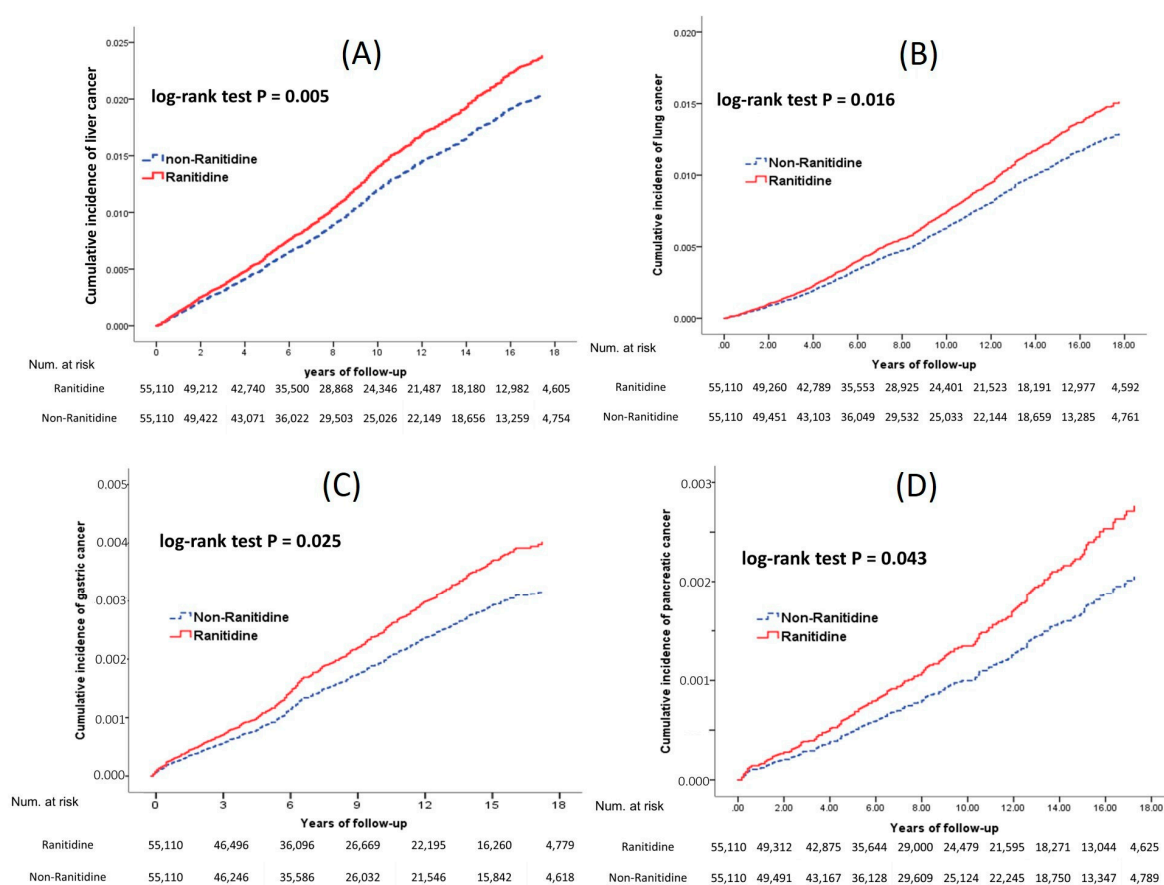 (A)
log-rank test P = 0.005
non-Ranitidine
Ranitidine
Cumulative incidence of liver cancer
0.025
0.020
0.015
0.010
0.005
0.000
0 2 4 6 8 10 12 14 16 18
years of follow-up
Num. at risk
Ranitidine 55,110 49,212 42,740 35,500 28,868 24,346 21,487 18,180 12,982 4,605
Non-Ranitidine 55,110 49,422 43,071 36,022 29,503 25,026 22,149 18,656 13,259 4,754
(B)
log-rank test P = 0.016
Non-Ranitidine
Ranitidine
Cumulative incidence of lung cancer
0.020
0.015
0.010
0.005
0.000
.00 2.00 4.00 6.00 8.00 10.00 12.00 14.00 16.00 18.00
Years of follow-up
Num. at risk
Ranitidine 55,110 49,260 42,789 35,553 28,925 24,401 21,523 18,191 12,977 4,592
Non-Ranitidine 55,110 49,451 43,103 36,049 29,532 25,033 22,144 18,659 13,285 4,761
(C)
log-rank test P = 0.025
Non-Ranitidine
Ranitidine
Cumulative incidence of gastric cancer
0.005
0.004
0.003
0.002
0.001
0.000
0 3 6 9 12 15 18
Years of follow-up
Num. at risk
Ranitidine 55,110 46,496 36,096 26,669 22,195 16,260 4,779
Non-Ranitidine 55,110 46,246 35,586 26,032 21,546 15,842 4,618
(D)
log-rank test P = 0.043
Non-Ranitidine
Ranitidine
Cumulative incidence of pancreatic cancer
0.003
0.002
0.001
0.000
.00 2.00 4.00 6.00 8.00 10.00 12.00 14.00 16.00 18.00
Years of follow-up
Num. at risk
Ranitidine 55,110 49,312 42,875 35,644 29,000 24,479 21,595 18,271 13,044 4,625
Non-Ranitidine 55,110 49,491 43,167 36,128 29,609 25,124 22,245 18,750 13,347 4,789